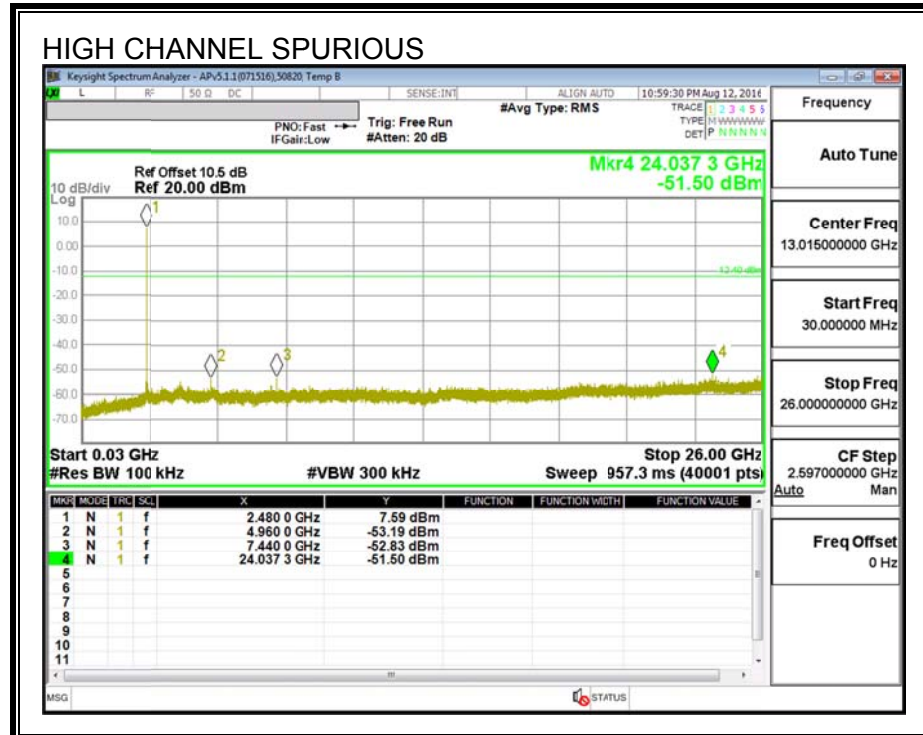 HIGH CHANNEL SPURIOUS
Keysight Spectrum Analyzer - APv5.1.1(071516),50820, Temp B
L RF 50 Ω DC SENSE:INT ALIGN AUTO 10:59:30 PM Aug 12, 2016
#Avg Type: RMS
TRACE 1 2 3 4 5 6
TYPE M WWWWW
DET P N N N N N
PNO: Fast
IFGain:Low
Trig: Free Run
#Atten: 20 dB
Mkr4 24.037 3 GHz
-51.50 dBm
Ref Offset 10.5 dB
10 dB/div Ref 20.00 dBm
Log
10.0
0.00
-10.0
-20.0
-30.0
-40.0
-50.0
-60.0
-70.0
-12.40 dBm
1
2
3
4
Start 0.03 GHz Stop 26.00 GHz
#Res BW 100 kHz #VBW 300 kHz Sweep 957.3 ms (40001 pts)
MKR MODE TRC SCL X Y FUNCTION FUNCTION WIDTH FUNCTION VALUE
1 N 1 f 2.480 0 GHz 7.59 dBm
2 N 1 f 4.960 0 GHz -53.19 dBm
3 N 1 f 7.440 0 GHz -52.83 dBm
4 N 1 f 24.037 3 GHz -51.50 dBm
5
6
7
8
9
10
11
MSG STATUS
Frequency
Auto Tune
Center Freq
13.015000000 GHz
Start Freq
30.000000 MHz
Stop Freq
26.000000000 GHz
CF Step
2.597000000 GHz
Auto Man
Freq Offset
0 Hz